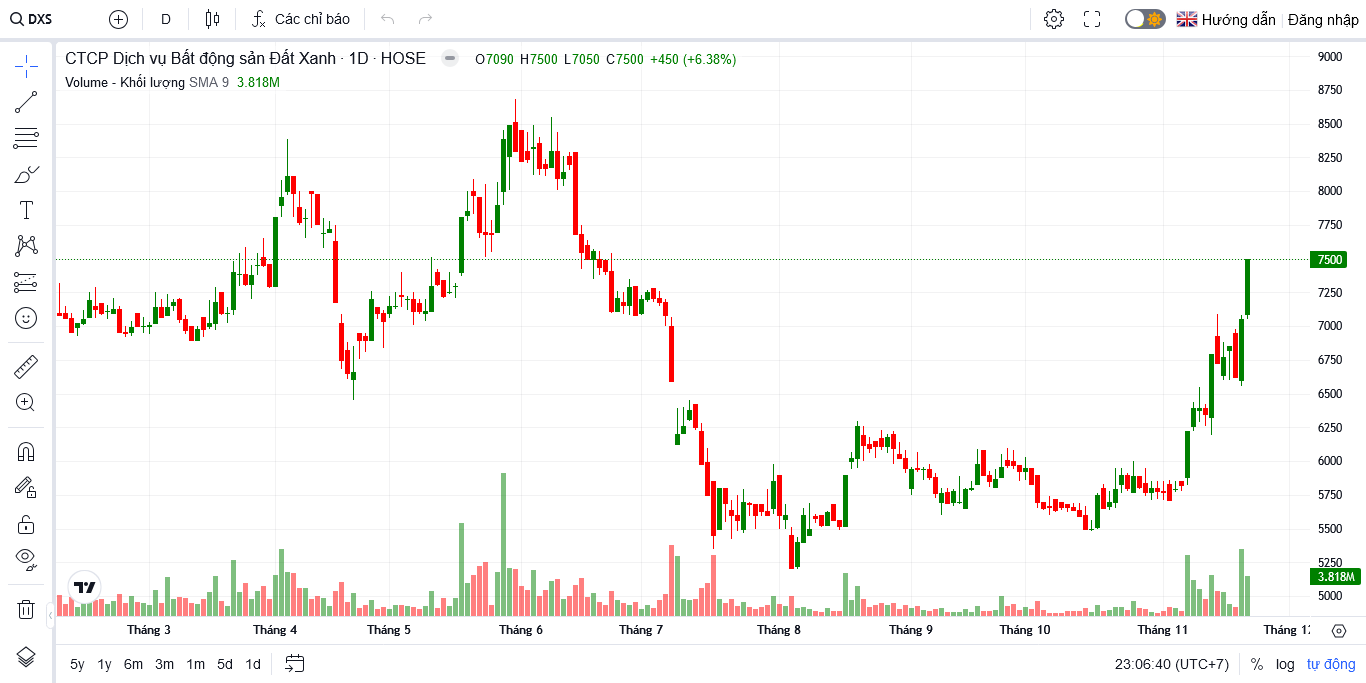 DXS D Các chỉ báo Hướng dẫn Đăng nhập
CTCP Dịch vụ Bất động sản Đất Xanh · 1D · HOSE O7090 H7500 L7050 C7500 +450 (+6.38%)
Volume - Khối lượng SMA 9 3.818M
9000
8750
8500
8250
8000
7750
7500
7250
7000
6750
6500
6250
6000
5750
5500
5250
3.818M
5000
Tháng 3 Tháng 4 Tháng 5 Tháng 6 Tháng 7 Tháng 8 Tháng 9 Tháng 10 Tháng 11 Tháng 12
5y 1y 6m 3m 1m 5d 1d 23:06:40 (UTC+7) % log tự động